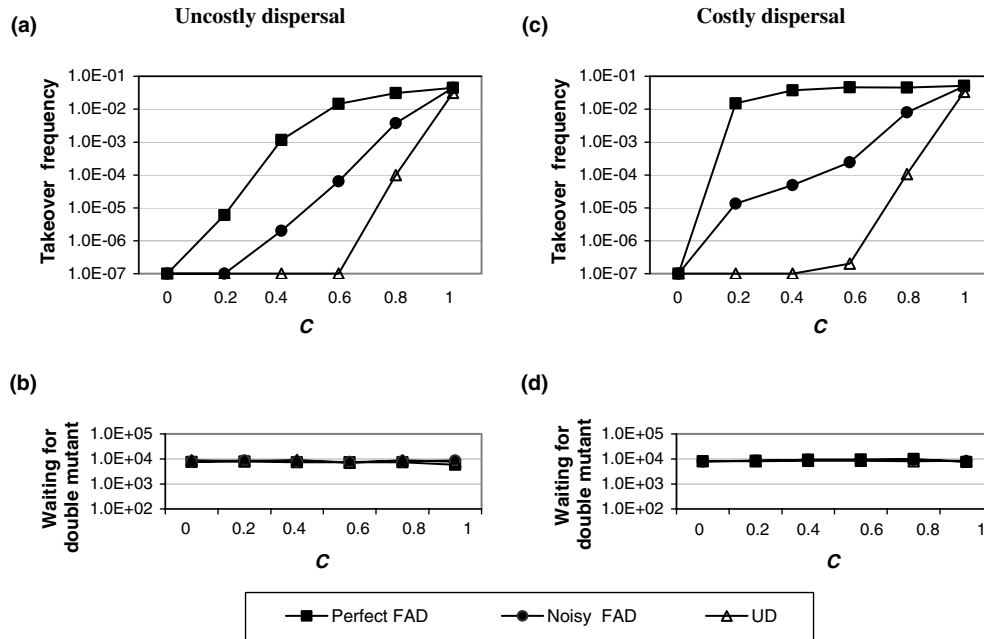 (a)
Uncostly dispersal
Takeover frequency
1.0E-01
1.0E-02
1.0E-03
1.0E-04
1.0E-05
1.0E-06
1.0E-07
0 0.2 0.4 0.6 0.8 1
C
(c)
Costly dispersal
Takeover frequency
1.0E-01
1.0E-02
1.0E-03
1.0E-04
1.0E-05
1.0E-06
1.0E-07
0 0.2 0.4 0.6 0.8 1
C
(b)
Waiting for
double mutant
1.0E+05
1.0E+04
1.0E+03
1.0E+02
0 0.2 0.4 0.6 0.8 1
C
(d)
Waiting for
double mutant
1.0E+05
1.0E+04
1.0E+03
1.0E+02
0 0.2 0.4 0.6 0.8 1
C
Perfect FAD Noisy FAD UD